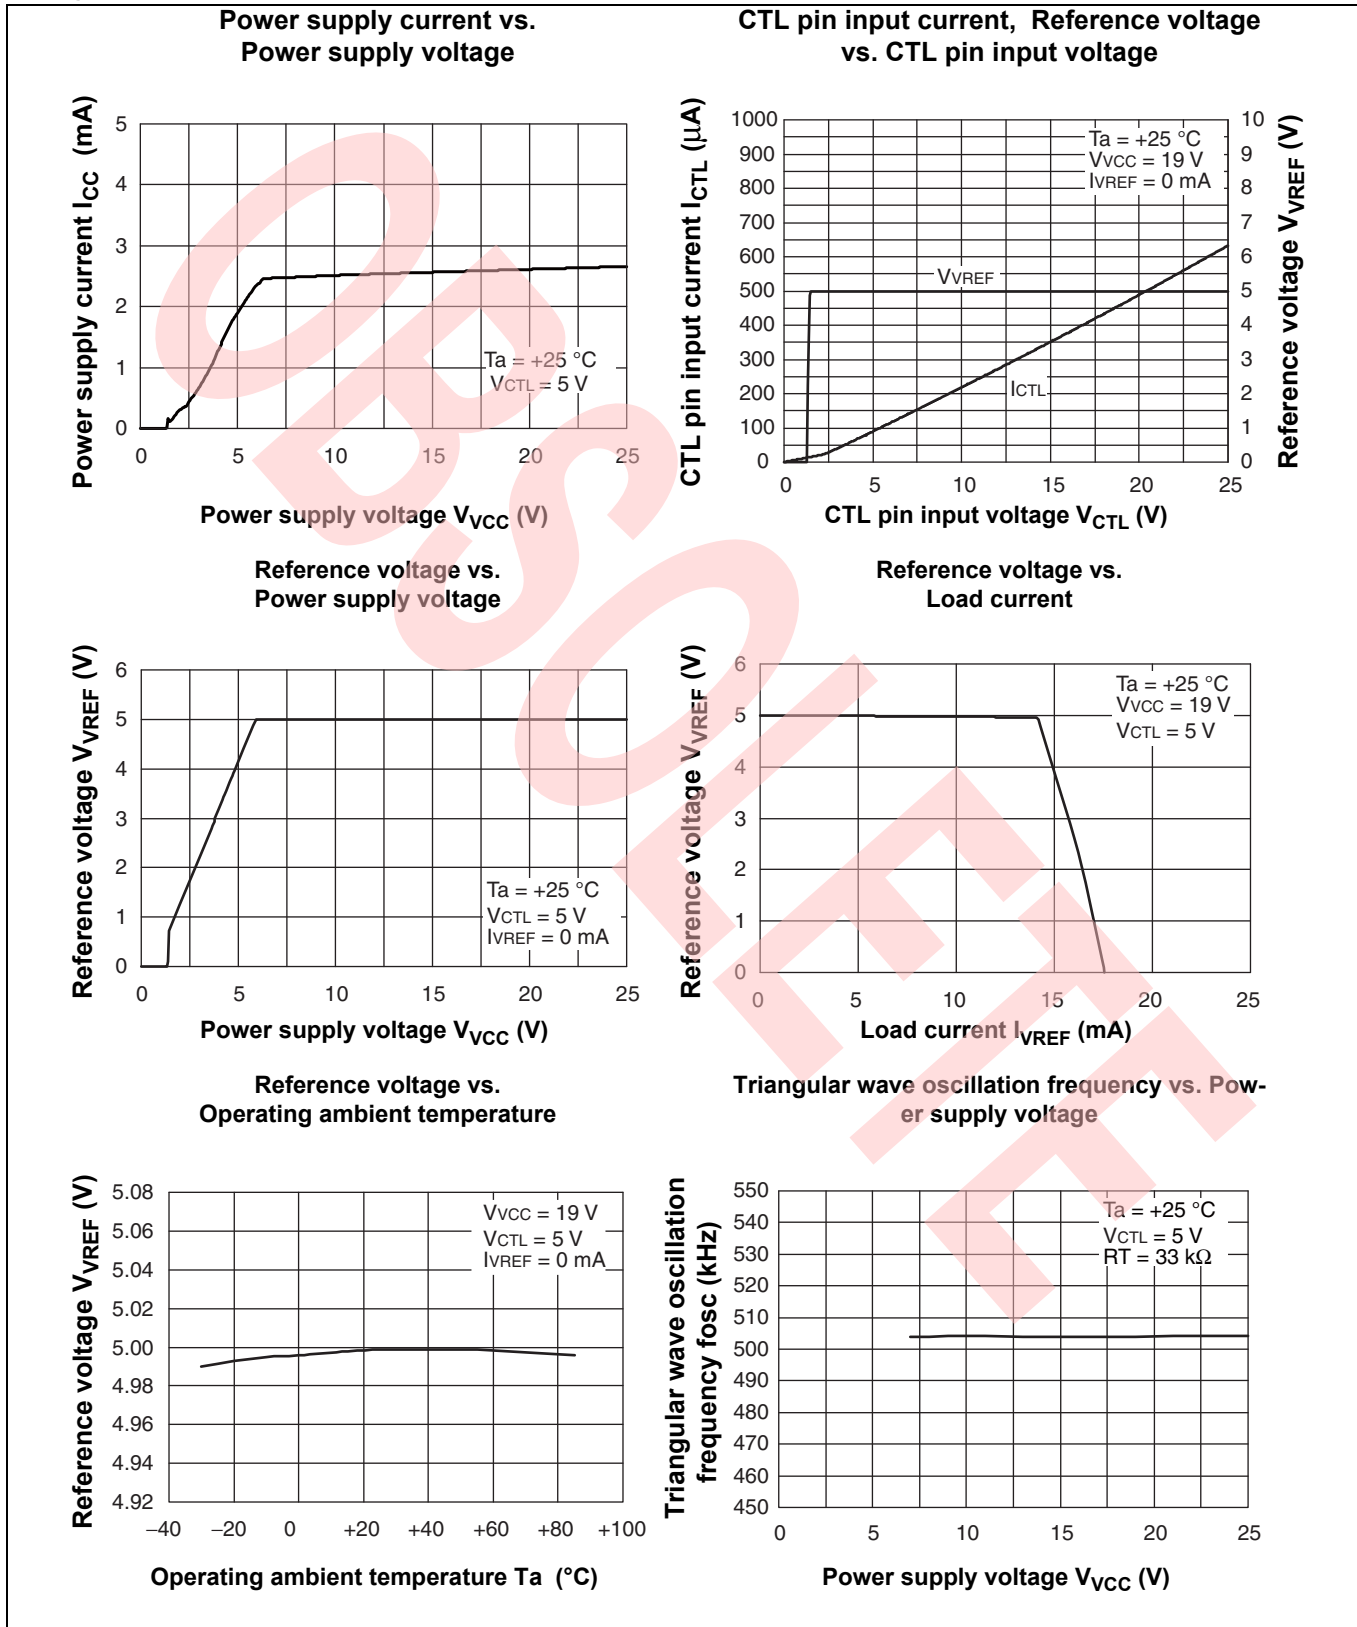 Power supply current vs.
Power supply voltage
Power supply current ICC (mA)
5
4
3
2
1
0
Ta = +25 °C
VCTL = 5 V
0 5 10 15 20 25
Power supply voltage VVCC (V)
CTL pin input current, Reference voltage
vs. CTL pin input voltage
CTL pin input current ICTL (μA)
1000
900
800
700
600
500
400
300
200
100
0
Ta = +25 °C
VVCC = 19 V
IVREF = 0 mA
VVREF
ICTL
10
9
8
7
6
5
4
3
2
1
0
Reference voltage VVREF (V)
0 5 10 15 20 25
CTL pin input voltage VCTL (V)
Reference voltage vs.
Power supply voltage
Reference voltage VVREF (V)
6
5
4
3
2
1
0
Ta = +25 °C
VCTL = 5 V
IVREF = 0 mA
0 5 10 15 20 25
Power supply voltage VVCC (V)
Reference voltage vs.
Load current
Reference voltage VVREF (V)
6
5
4
3
2
1
0
Ta = +25 °C
VVCC = 19 V
VCTL = 5 V
0 5 10 15 20 25
Load current IVREF (mA)
Reference voltage vs.
Operating ambient temperature
Reference voltage VVREF (V)
5.08
5.06
5.04
5.02
5.00
4.98
4.96
4.94
4.92
VVCC = 19 V
VCTL = 5 V
IVREF = 0 mA
−40 −20 0 +20 +40 +60 +80 +100
Operating ambient temperature Ta (°C)
Triangular wave oscillation frequency vs. Pow-
er supply voltage
Triangular wave oscillation
frequency fosc (kHz)
550
540
530
520
510
500
490
480
470
460
450
Ta = +25 °C
VCTL = 5 V
RT = 33 kΩ
0 5 10 15 20 25
Power supply voltage VVCC (V)
OBSOLETE